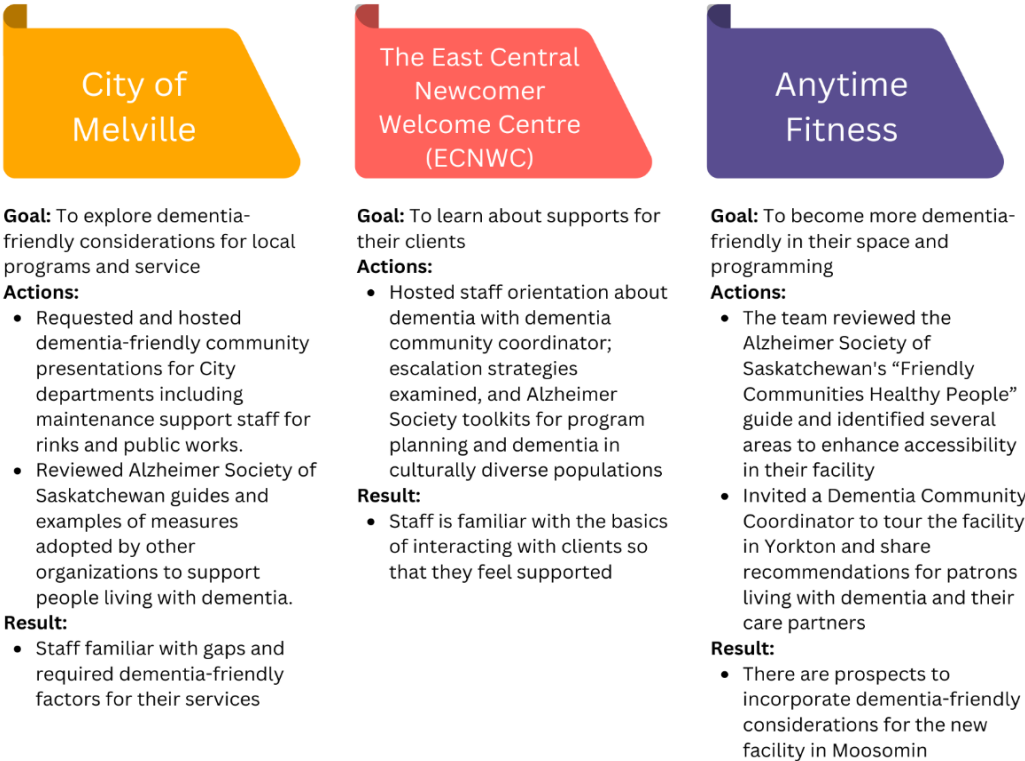 City of
Melville
Goal: To explore dementia-
friendly considerations for local
programs and service
Actions:
• Requested and hosted
dementia-friendly community
presentations for City
departments including
maintenance support staff for
rinks and public works.
• Reviewed Alzheimer Society of
Saskatchewan guides and
examples of measures
adopted by other
organizations to support
people living with dementia.
Result:
• Staff familiar with gaps and
required dementia-friendly
factors for their services
The East Central
Newcomer
Welcome Centre
(ECNWC)
Goal: To learn about supports for
their clients
Actions:
• Hosted staff orientation about
dementia with dementia
community coordinator;
escalation strategies
examined, and Alzheimer
Society toolkits for program
planning and dementia in
culturally diverse populations
Result:
• Staff is familiar with the basics
of interacting with clients so
that they feel supported
Anytime
Fitness
Goal: To become more dementia-
friendly in their space and
programming
Actions:
• The team reviewed the
Alzheimer Society of
Saskatchewan's “Friendly
Communities Healthy People”
guide and identified several
areas to enhance accessibility
in their facility
• Invited a Dementia Community
Coordinator to tour the facility
in Yorkton and share
recommendations for patrons
living with dementia and their
care partners
Result:
• There are prospects to
incorporate dementia-friendly
considerations for the new
facility in Moosomin